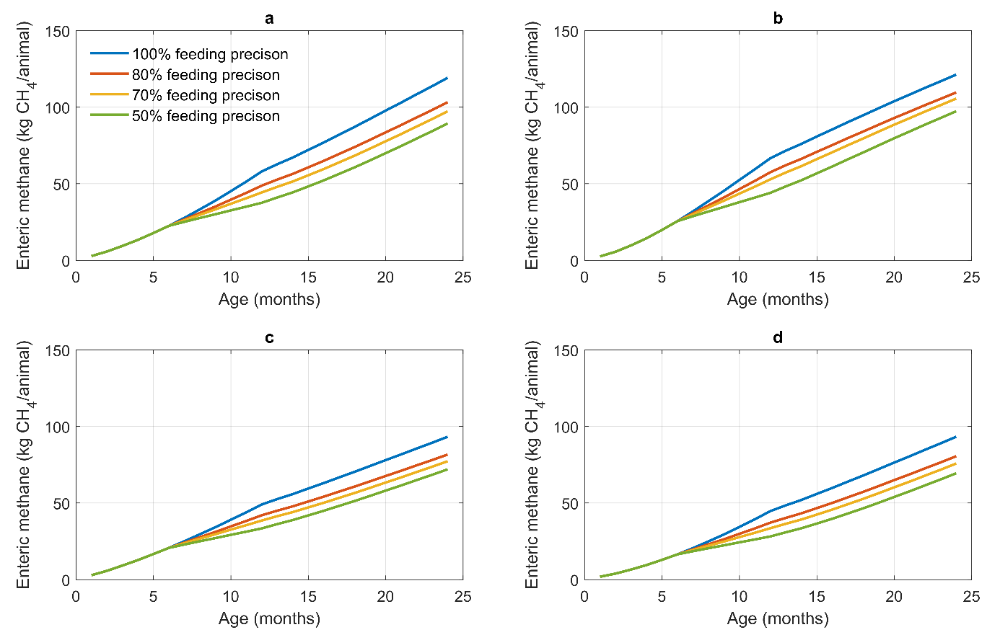 a
Enteric methane (kg CH4/animal)
150
100
50
0
100% feeding precison
80% feeding precison
70% feeding precison
50% feeding precison
0 5 10 15 20 25
Age (months)
b
Enteric methane (kg CH4/animal)
150
100
50
0
0 5 10 15 20 25
Age (months)
c
Enteric methane (kg CH4/animal)
150
100
50
0
0 5 10 15 20 25
Age (months)
d
Enteric methane (kg CH4/animal)
150
100
50
0
0 5 10 15 20 25
Age (months)